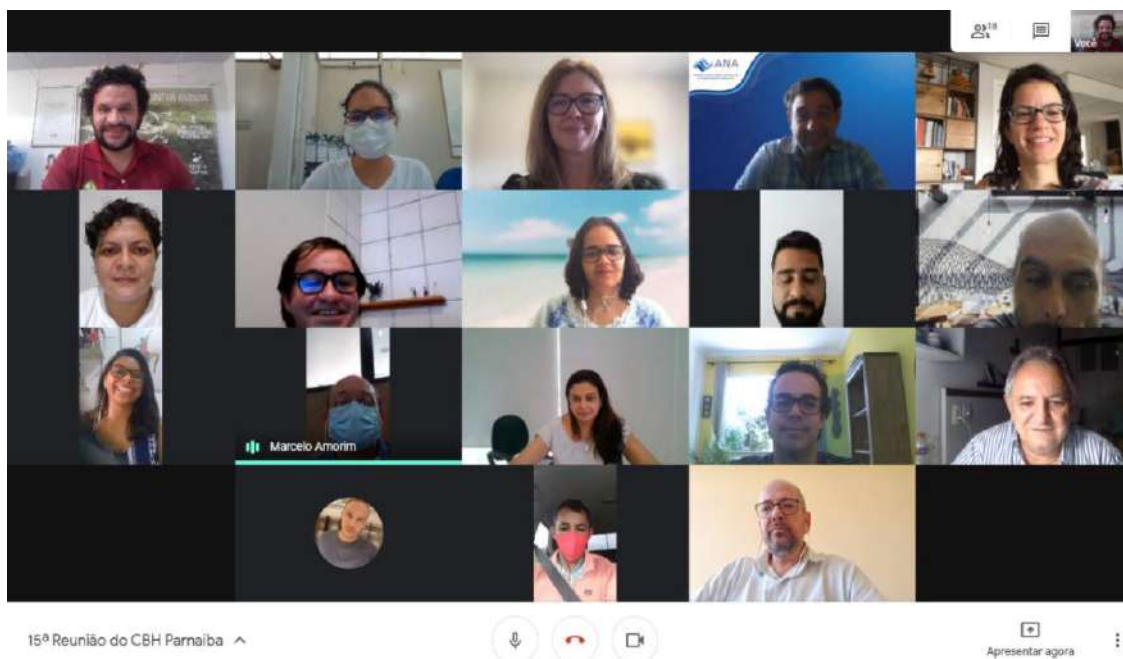 18
Você
ANA
Marcelo Amorim
15ª Reunião do CBH Parnaíba
Apresentar agora